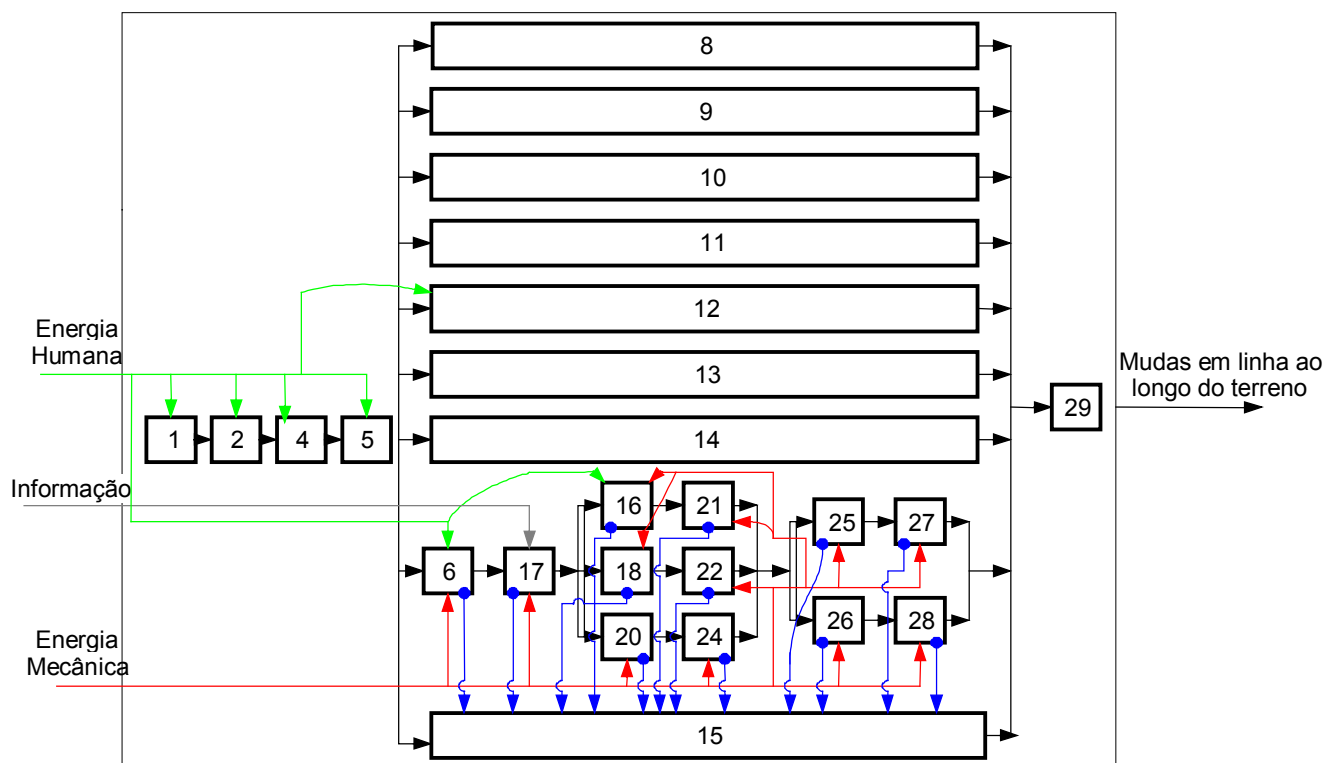 8
9
10
11
12
Energia
Humana
13
Mudas em linha ao
longo do terreno
29
1 2 4 5
14
Informação
16 21
25 27
6 17 18 22
26 28
20 24
Energia
Mecânica
15